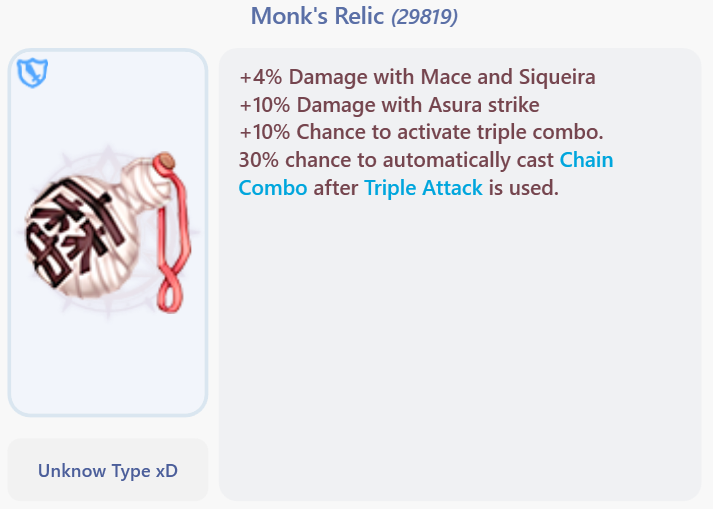 Monk's Relic (29819)
+4% Damage with Mace and Siqueira
+10% Damage with Asura strike
+10% Chance to activate triple combo.
30% chance to automatically cast Chain
Combo after Triple Attack is used.
Unknow Type xD